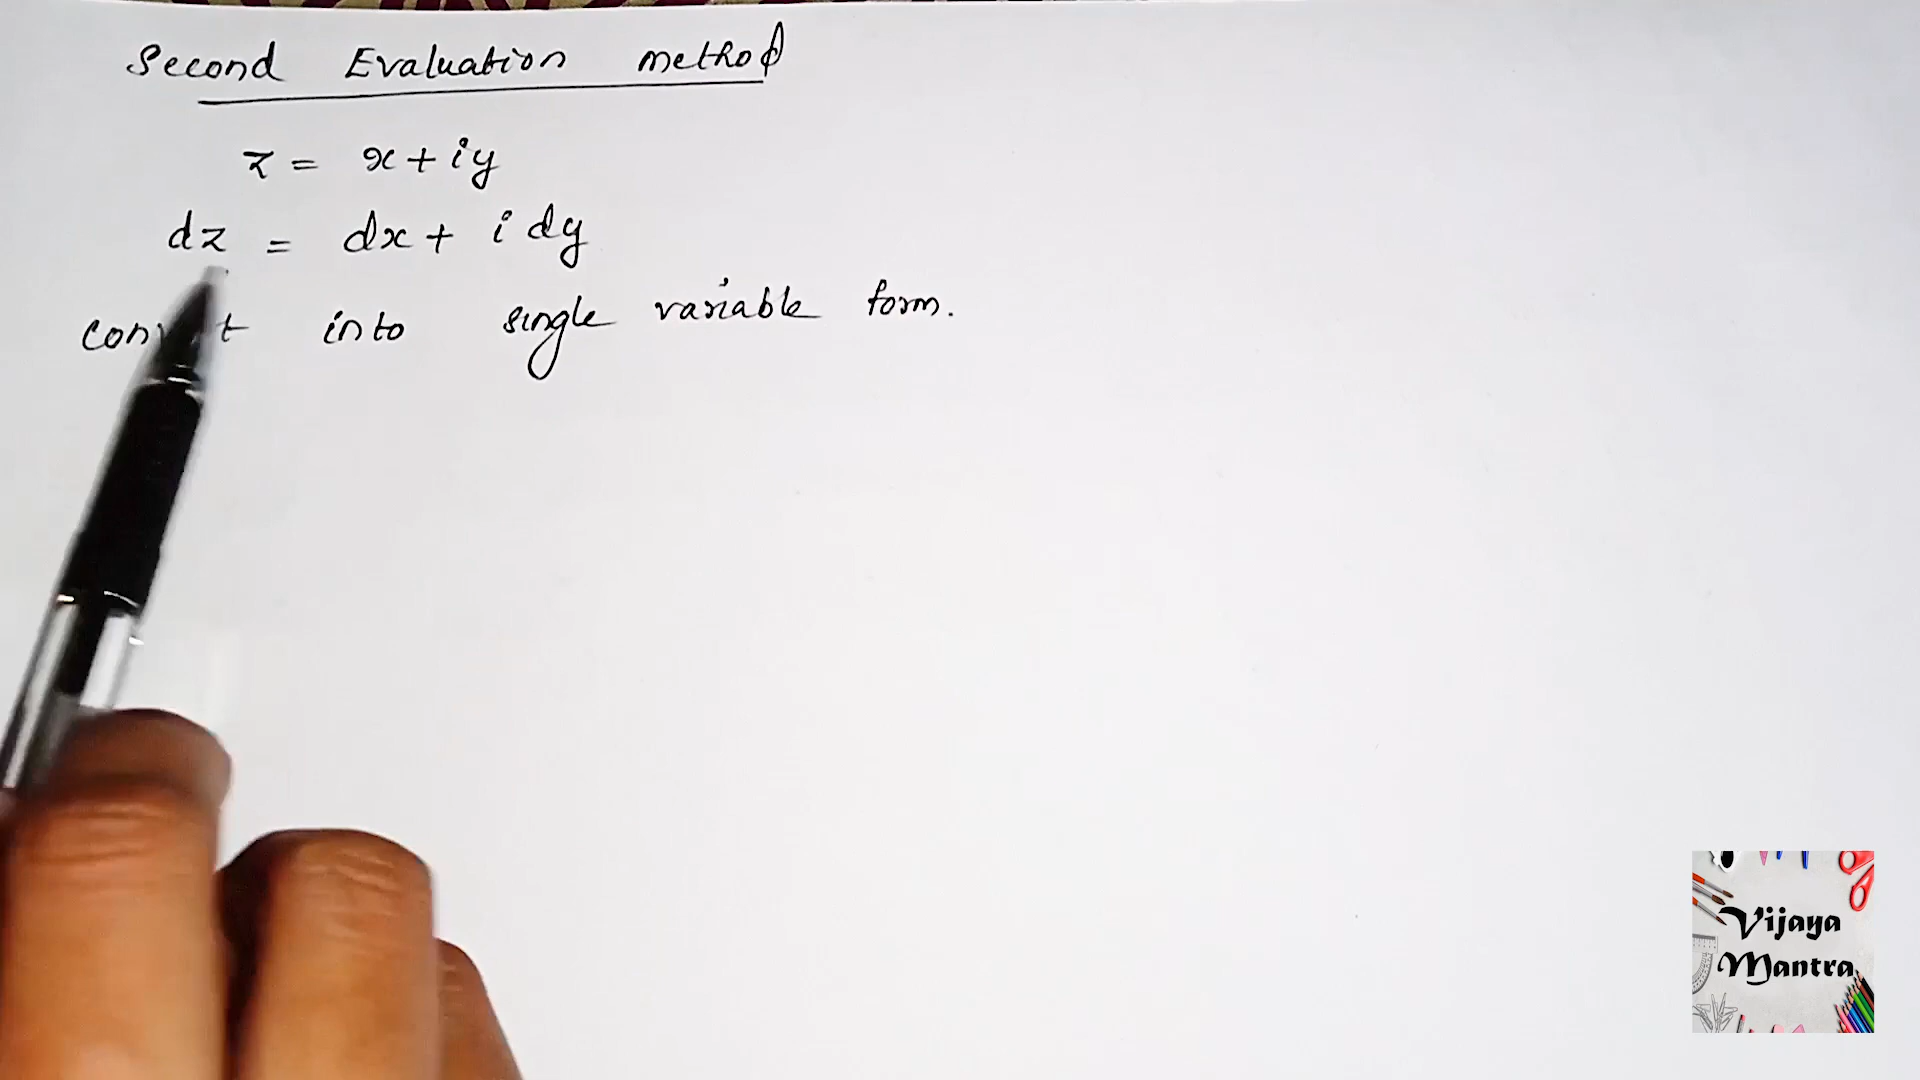 Second Evaluation method
z = x + iy
dz = dx + i dy
into single variable form.
Vijaya
Mantra